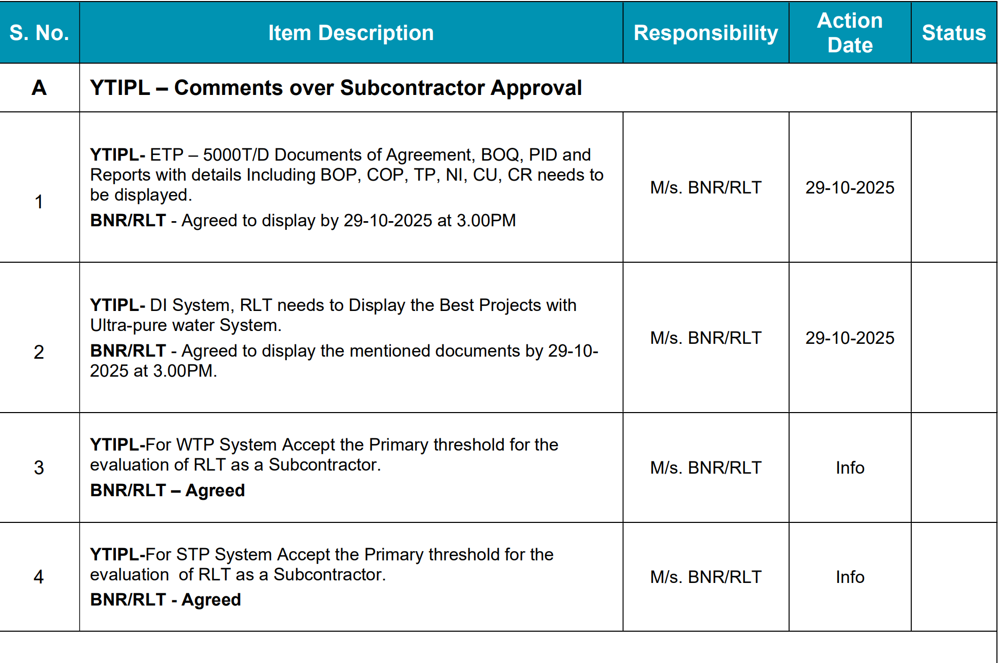 S. No. Item Description Responsibility Action Date Status
A YTIPL – Comments over Subcontractor Approval
1
YTIPL- ETP – 5000T/D Documents of Agreement, BOQ, PID and
Reports with details Including BOP, COP, TP, NI, CU, CR needs to
be displayed.
BNR/RLT - Agreed to display by 29-10-2025 at 3.00PM
M/s. BNR/RLT
29-10-2025
2
YTIPL- DI System, RLT needs to Display the Best Projects with
Ultra-pure water System.
BNR/RLT - Agreed to display the mentioned documents by 29-10-
2025 at 3.00PM.
M/s. BNR/RLT
29-10-2025
3
YTIPL-For WTP System Accept the Primary threshold for the
evaluation of RLT as a Subcontractor.
BNR/RLT – Agreed
M/s. BNR/RLT
Info
4
YTIPL-For STP System Accept the Primary threshold for the
evaluation  of RLT as a Subcontractor.
BNR/RLT - Agreed
M/s. BNR/RLT
Info